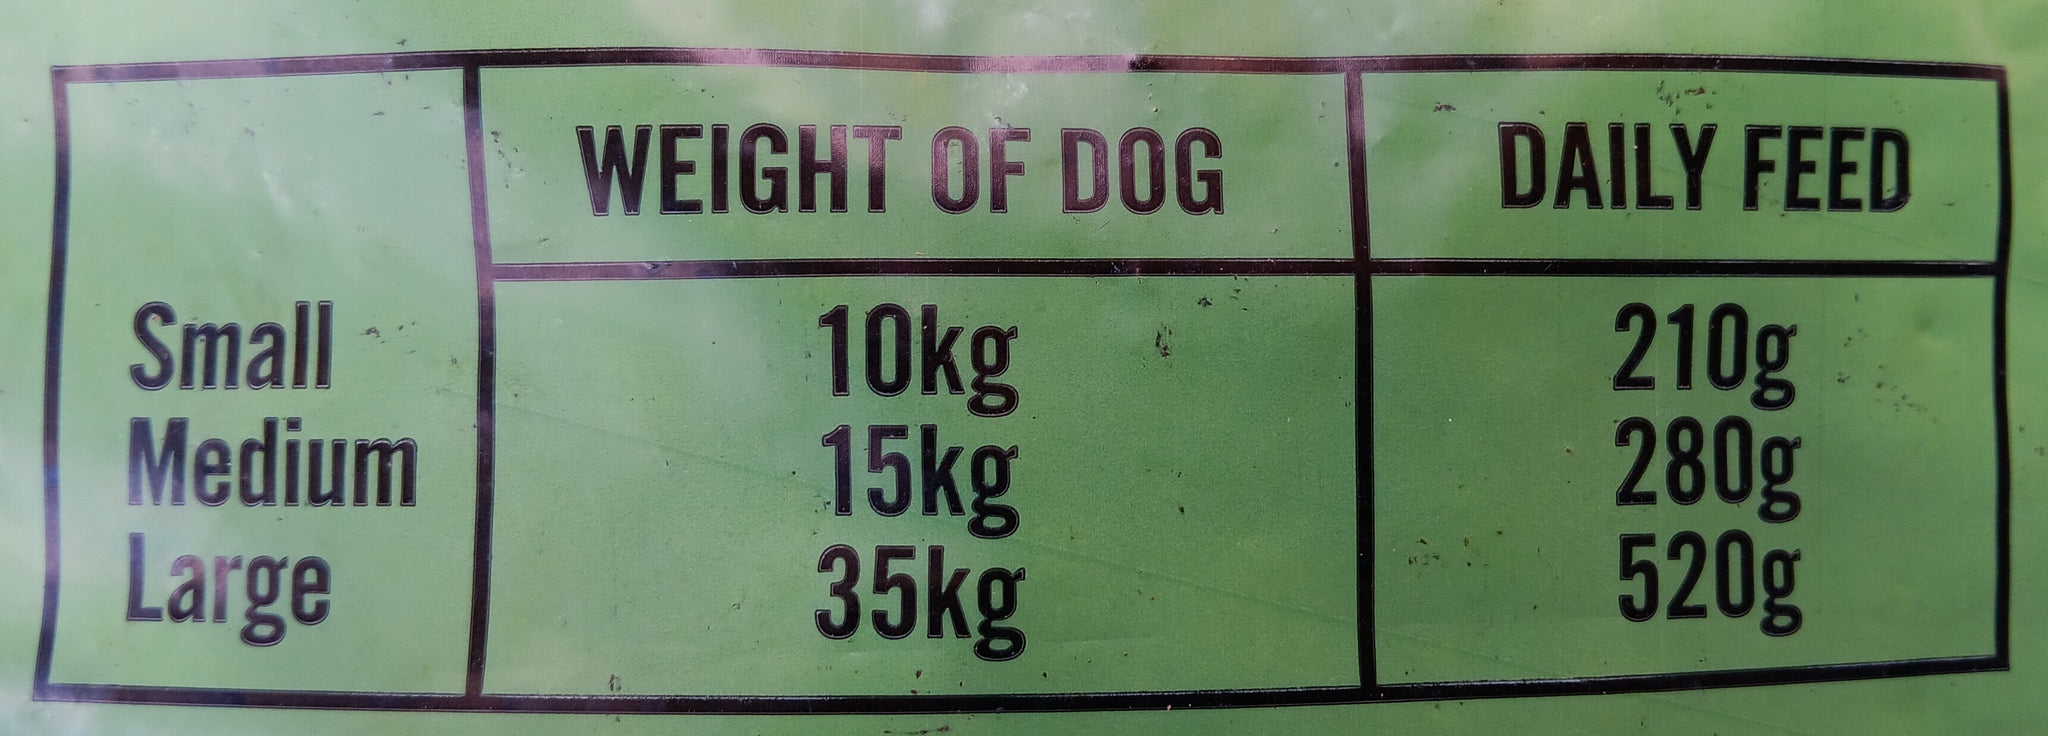 WEIGHT OF DOG DAILY FEED
Small 10kg 210g
Medium 15kg 280g
Large 35kg 520g